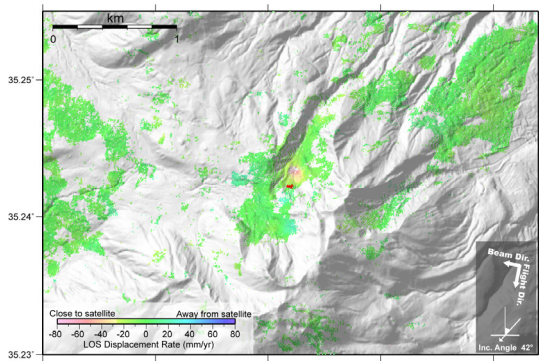 km
0 1
35.25°
35.24°
35.23°
Close to satellite Away from satellite
-80 -60 -40 -20 0 20 40 60 80
LOS Displacement Rate (mm/yr)
Beam Dir.
Flight Dir.
Inc. Angle 42°